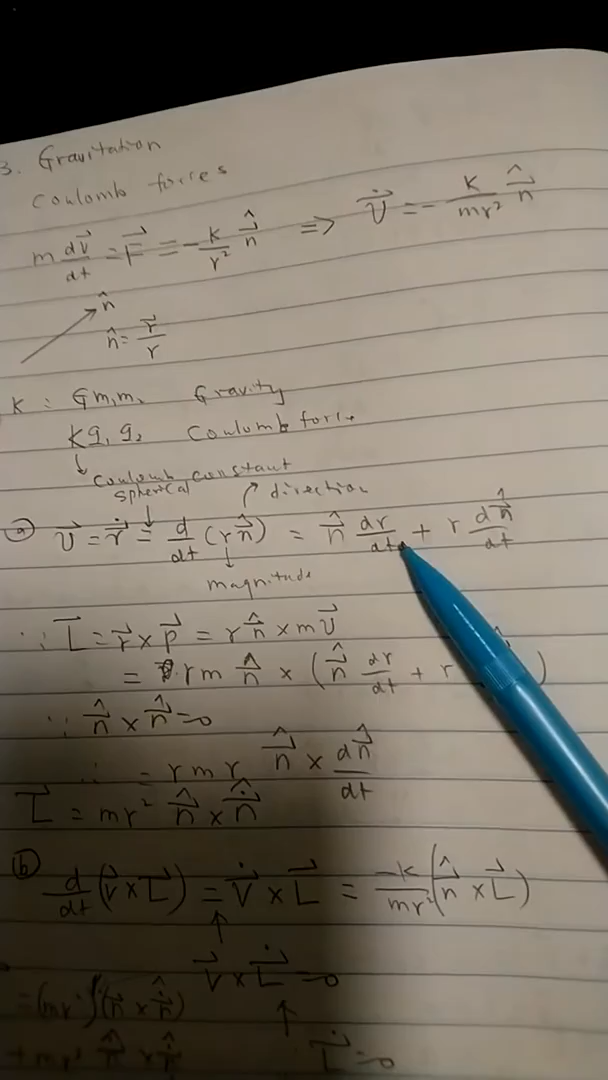 3. Gravitation
Coulomb forces
m dv⃗/dt = F⃗ = -k/r² n̂ ⇒ v⃗̇ = -k/mr² n̂
n̂
n̂ = r⃗/r
K : Gm₁m₂ Gravity
Kq₁q₂ Coulomb force
↳ Coulomb constant
spherical ↱ direction
ⓐ v⃗ = r⃗̇ = d/dt (r n̂) = n̂ dr/dt + r dn̂/dt
magnitude
∵ L⃗ = r⃗ × p⃗ = r n̂ × m v⃗
= r m n̂ × (n̂ dr/dt + r )
∵ n̂ × n̂ = 0
∴ = r m r n̂ × dn̂/dt
L⃗ = mr² n̂ × n̂̇
ⓑ d/dt (v⃗ × L⃗) = v⃗̇ × L⃗ = -k/mr² (n̂ × L⃗)
↑
v⃗ × L⃗̇ = 0
(n̂ × n̂̇)
↑
+ mr² n̂ × n̂̇ L⃗̇ = 0